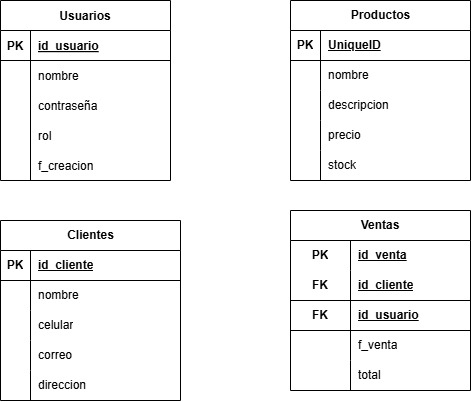 Usuarios
PK id_usuario
nombre
contraseña
rol
f_creacion
Productos
PK UniqueID
nombre
descripcion
precio
stock
Clientes
PK id_cliente
nombre
celular
correo
direccion
Ventas
PK id_venta
FK id_cliente
FK id_usuario
f_venta
total